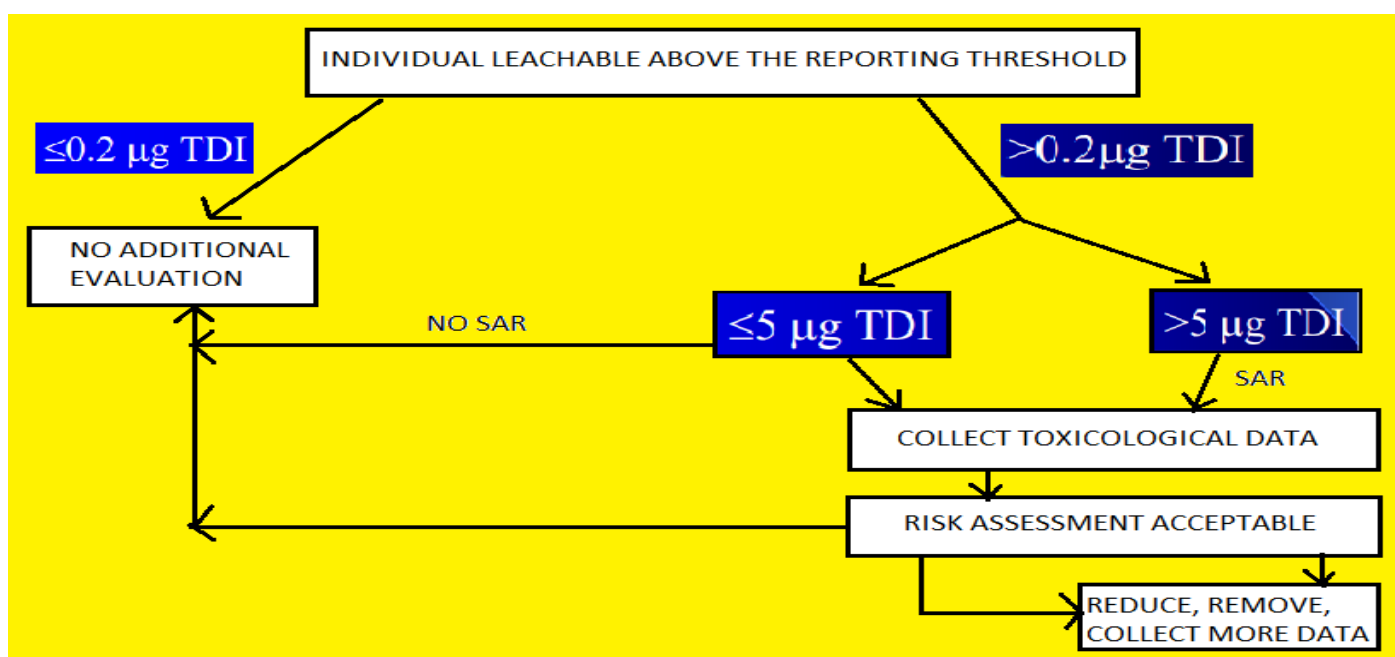 INDIVIDUAL LEACHABLE ABOVE THE REPORTING THRESHOLD
≤0.2 μg TDI
>0.2μg TDI
NO ADDITIONAL
EVALUATION
NO SAR
≤5 μg TDI
>5 μg TDI
SAR
COLLECT TOXICOLOGICAL DATA
RISK ASSESSMENT ACCEPTABLE
REDUCE, REMOVE,
COLLECT MORE DATA